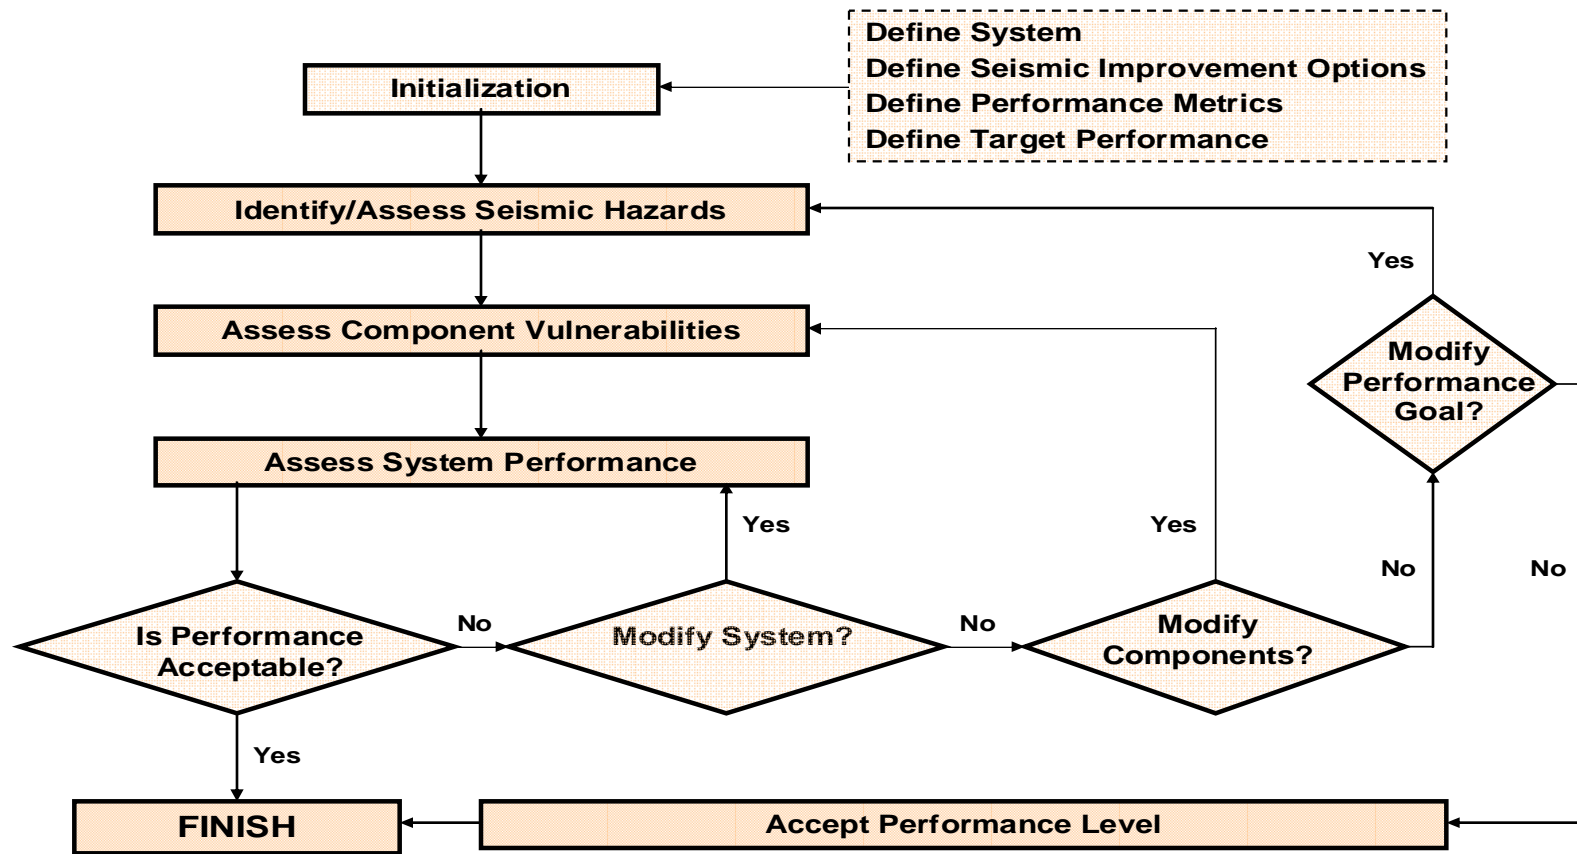 Define System
Define Seismic Improvement Options
Define Performance Metrics
Define Target Performance
Initialization
Identify/Assess Seismic Hazards
Yes
Assess Component Vulnerabilities
Modify
Performance
Goal?
Assess System Performance
Yes
Yes
No
No
Is Performance
Acceptable?
No
Modify System?
No
Modify
Components?
Yes
FINISH
Accept Performance Level